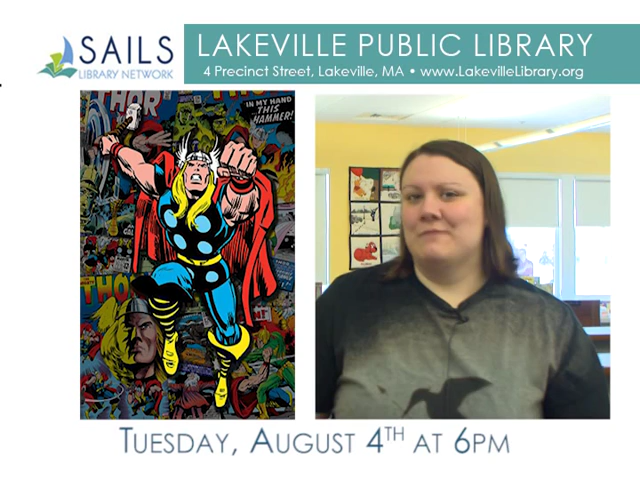 SAILS
LIBRARY NETWORK
LAKEVILLE PUBLIC LIBRARY
4 Precinct Street, Lakeville, MA • www.LakevilleLibrary.org
THOR
IN MY HAND
THIS
HAMMER!
THO
TUESDAY, AUGUST 4TH AT 6PM